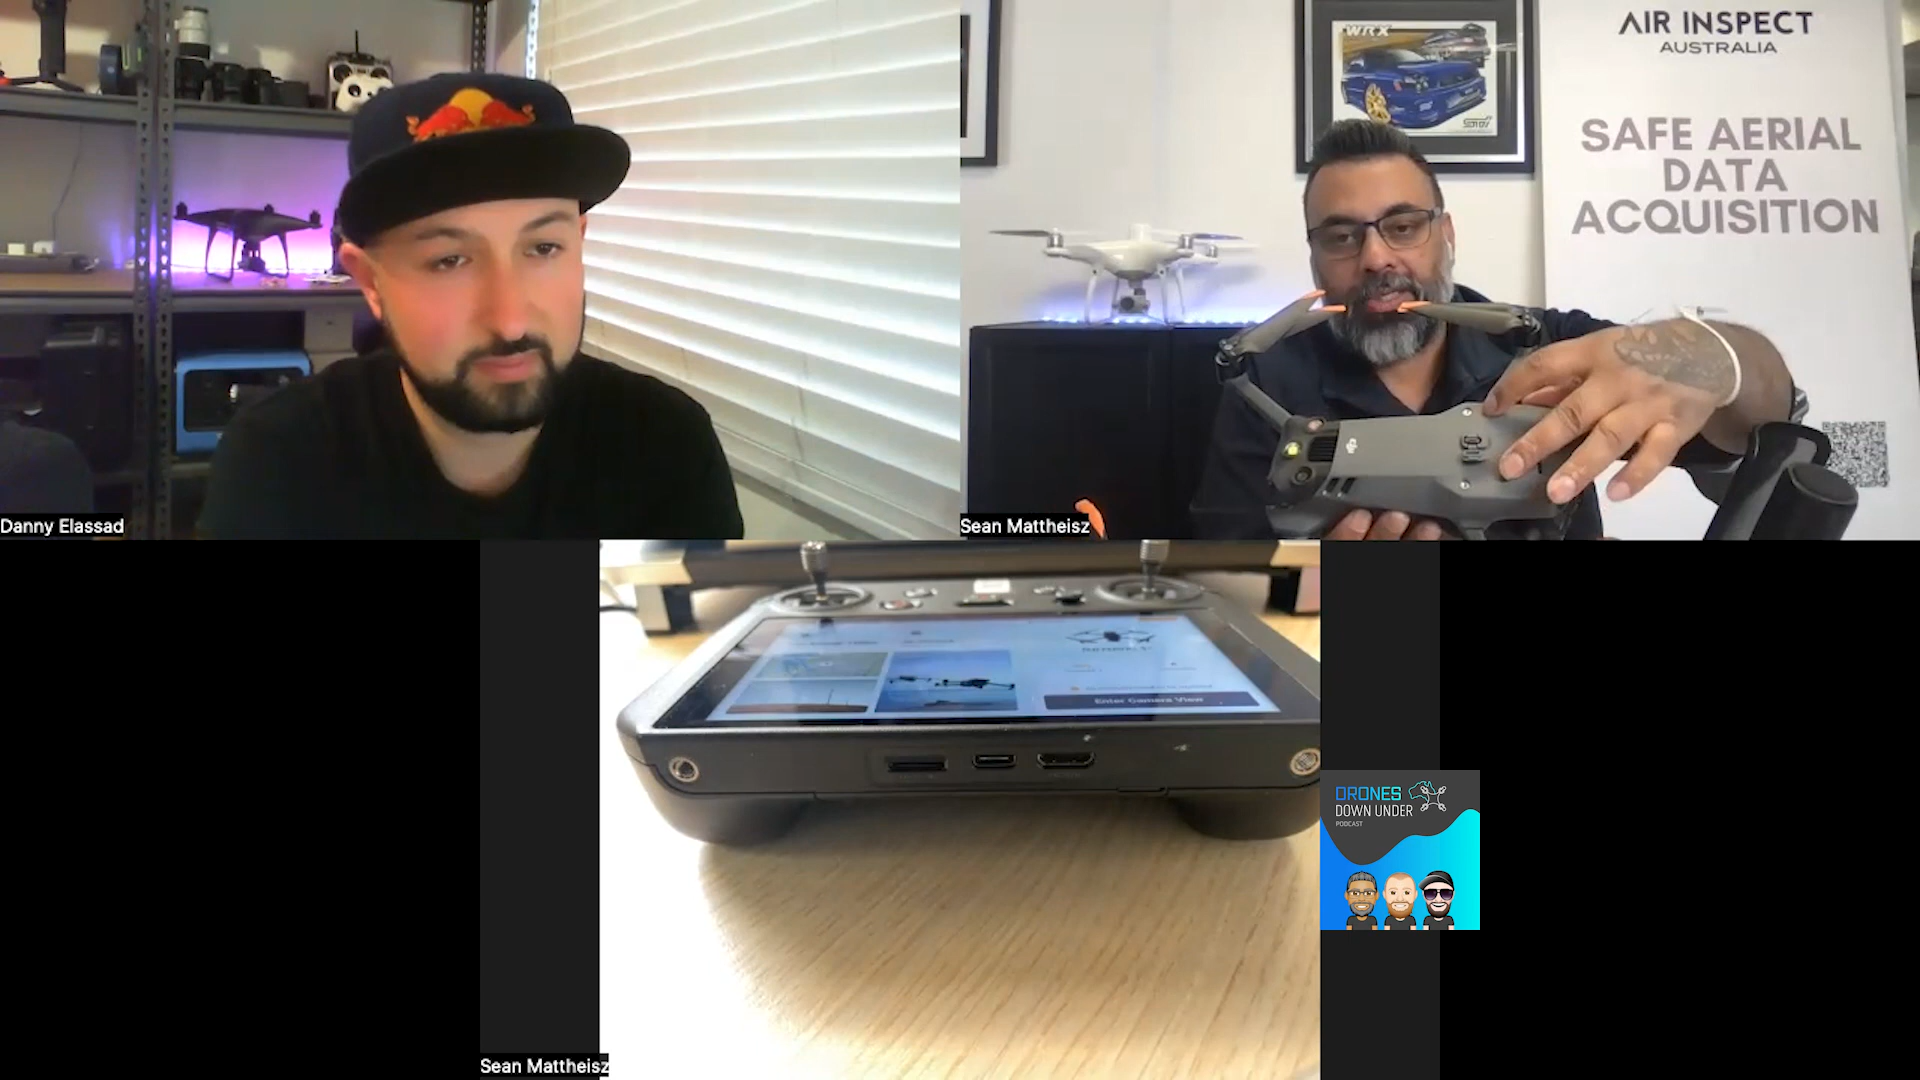 WRX
AIR INSPECT
AUSTRALIA
SAFE AERIAL
DATA
ACQUISITION
dji
Danny Elassad
Sean Mattheisz
Enter Camera View
DRONES
DOWN UNDER
PODCAST
Sean Mattheisz